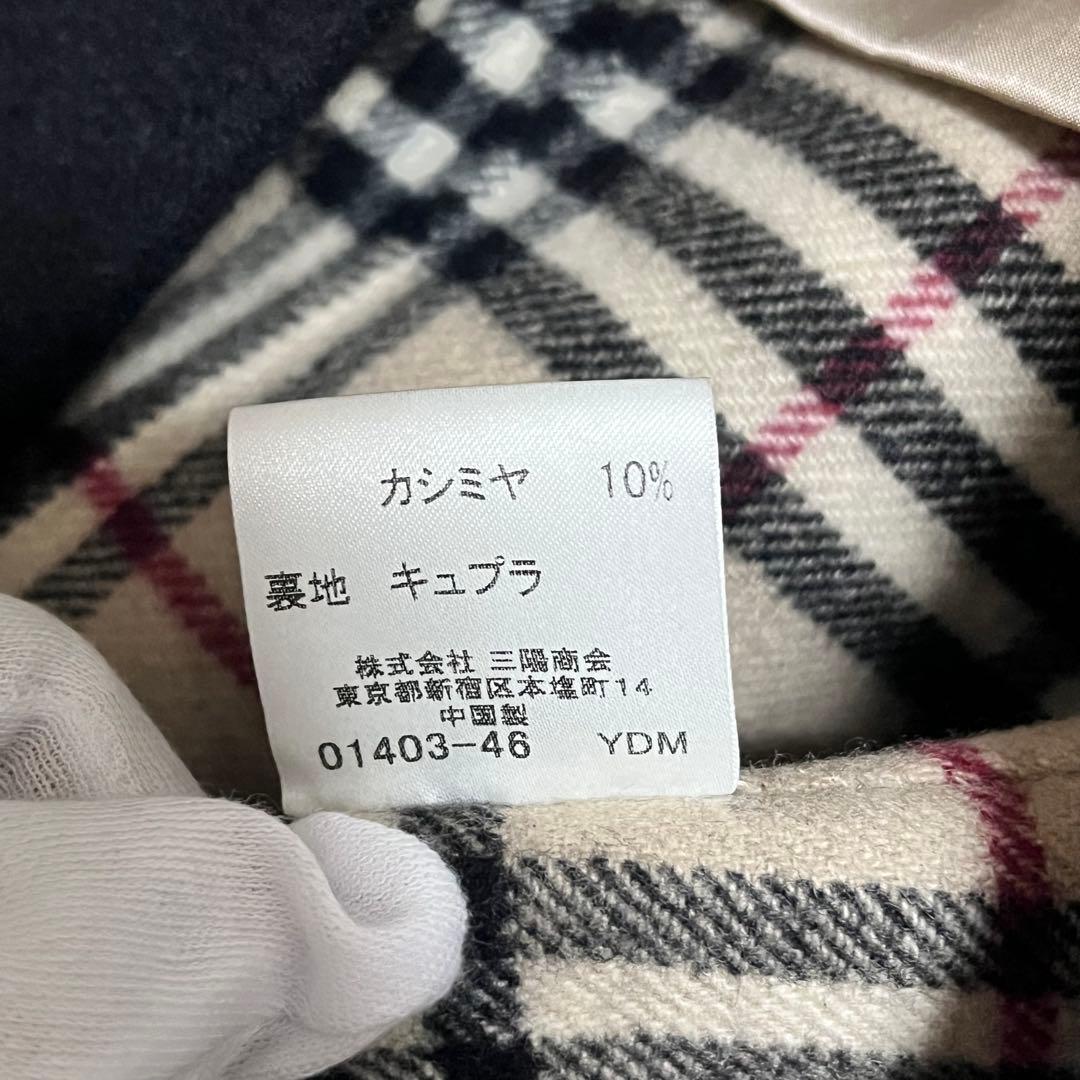 カシミヤ 10%
裏地 キュプラ
株式会社 三陽商会
東京都新宿区本塩町14
中国製
01403-46 YDM